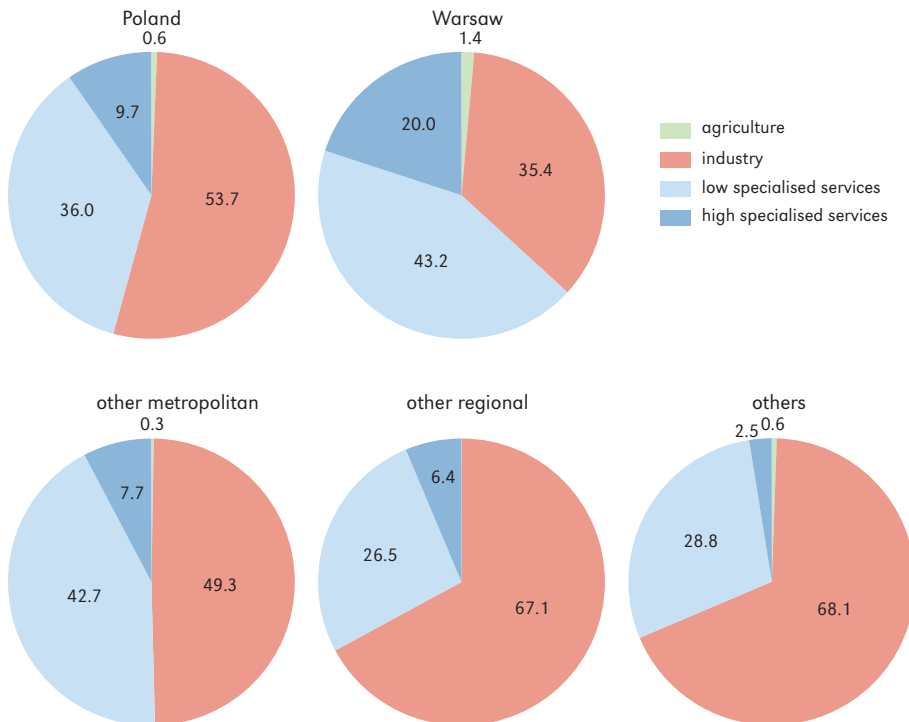 Poland
0.6
9.7
36.0
53.7
Warsaw
1.4
20.0
35.4
43.2
agriculture
industry
low specialised services
high specialised services
other metropolitan
0.3
7.7
42.7
49.3
other regional
6.4
26.5
67.1
others
2.5 0.6
28.8
68.1